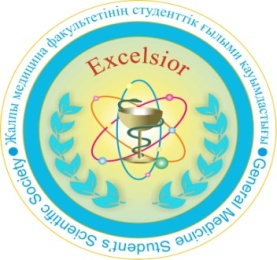 Жалпы медицина факультетінің студенттік ғылыми қауымдастығы
Excelsior
General Medicine Student's Scientific Society